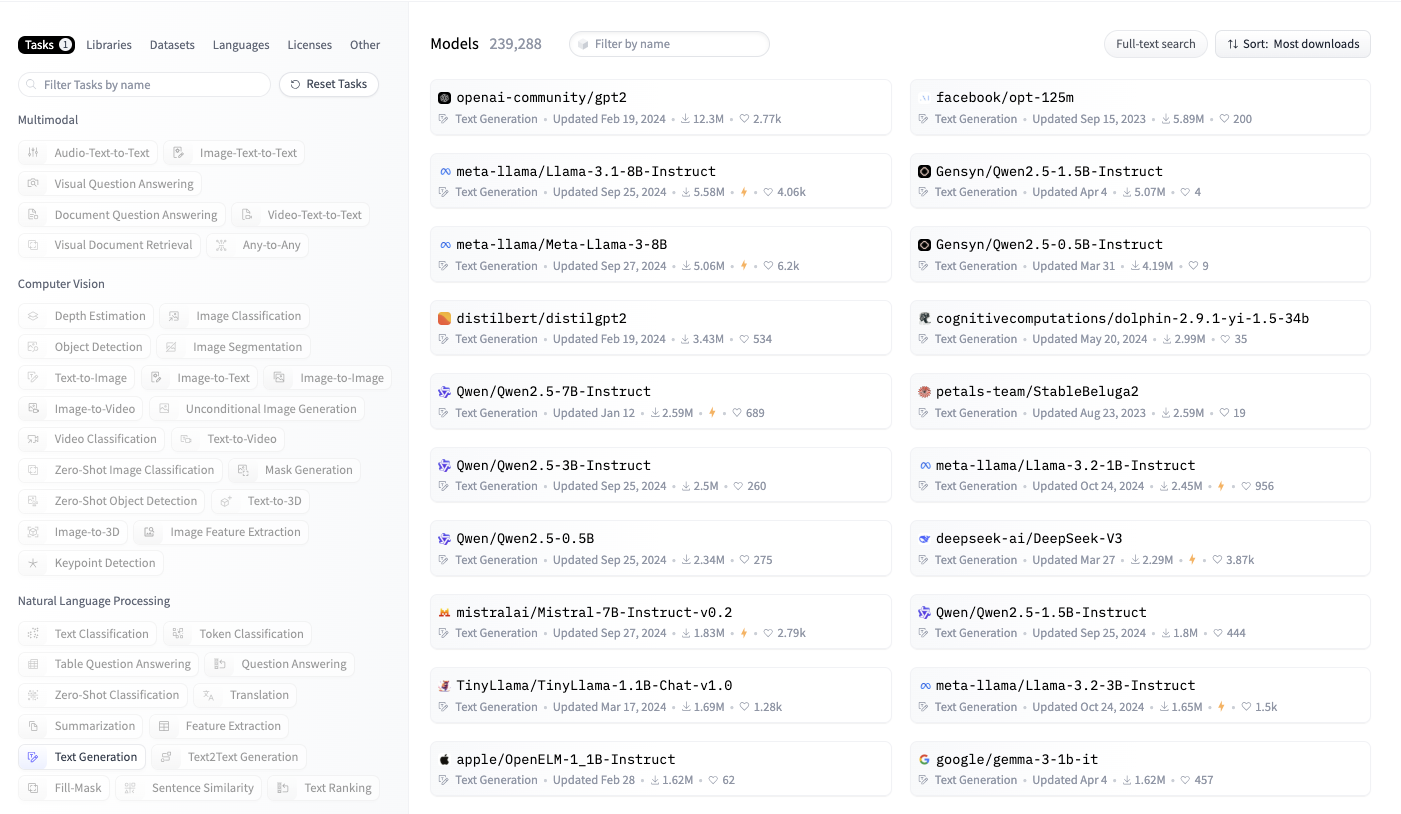 Tasks 1 Libraries Datasets Languages Licenses Other
Filter Tasks by name Reset Tasks
Multimodal
Audio-Text-to-Text Image-Text-to-Text
Visual Question Answering
Document Question Answering Video-Text-to-Text
Visual Document Retrieval Any-to-Any
Computer Vision
Depth Estimation Image Classification
Object Detection Image Segmentation
Text-to-Image Image-to-Text Image-to-Image
Image-to-Video Unconditional Image Generation
Video Classification Text-to-Video
Zero-Shot Image Classification Mask Generation
Zero-Shot Object Detection Text-to-3D
Image-to-3D Image Feature Extraction
Keypoint Detection
Natural Language Processing
Text Classification Token Classification
Table Question Answering Question Answering
Zero-Shot Classification Translation
Summarization Feature Extraction
Text Generation Text2Text Generation
Fill-Mask Sentence Similarity Text Ranking
Models 239,288 Filter by name Full-text search Sort: Most downloads
openai-community/gpt2
Text Generation • Updated Feb 19, 2024 • 12.3M • 2.77k
facebook/opt-125m
Text Generation • Updated Sep 15, 2023 • 5.89M • 200
meta-llama/Llama-3.1-8B-Instruct
Text Generation • Updated Sep 25, 2024 • 5.58M • 4.06k
Gensyn/Qwen2.5-1.5B-Instruct
Text Generation • Updated Apr 4 • 5.07M • 4
meta-llama/Meta-Llama-3-8B
Text Generation • Updated Sep 27, 2024 • 5.06M • 6.2k
Gensyn/Qwen2.5-0.5B-Instruct
Text Generation • Updated Mar 31 • 4.19M • 9
distilbert/distilgpt2
Text Generation • Updated Feb 19, 2024 • 3.43M • 534
cognitivecomputations/dolphin-2.9.1-yi-1.5-34b
Text Generation • Updated May 20, 2024 • 2.99M • 35
Qwen/Qwen2.5-7B-Instruct
Text Generation • Updated Jan 12 • 2.59M • 689
petals-team/StableBeluga2
Text Generation • Updated Aug 23, 2023 • 2.59M • 19
Qwen/Qwen2.5-3B-Instruct
Text Generation • Updated Sep 25, 2024 • 2.5M • 260
meta-llama/Llama-3.2-1B-Instruct
Text Generation • Updated Oct 24, 2024 • 2.45M • 956
Qwen/Qwen2.5-0.5B
Text Generation • Updated Sep 25, 2024 • 2.34M • 275
deepseek-ai/DeepSeek-V3
Text Generation • Updated Mar 27 • 2.29M • 3.87k
mistralai/Mistral-7B-Instruct-v0.2
Text Generation • Updated Sep 27, 2024 • 1.83M • 2.79k
Qwen/Qwen2.5-1.5B-Instruct
Text Generation • Updated Sep 25, 2024 • 1.8M • 444
TinyLlama/TinyLlama-1.1B-Chat-v1.0
Text Generation • Updated Mar 17, 2024 • 1.69M • 1.28k
meta-llama/Llama-3.2-3B-Instruct
Text Generation • Updated Oct 24, 2024 • 1.65M • 1.5k
apple/OpenELM-1_1B-Instruct
Text Generation • Updated Feb 28 • 1.62M • 62
google/gemma-3-1b-it
Text Generation • Updated Apr 4 • 1.62M • 457